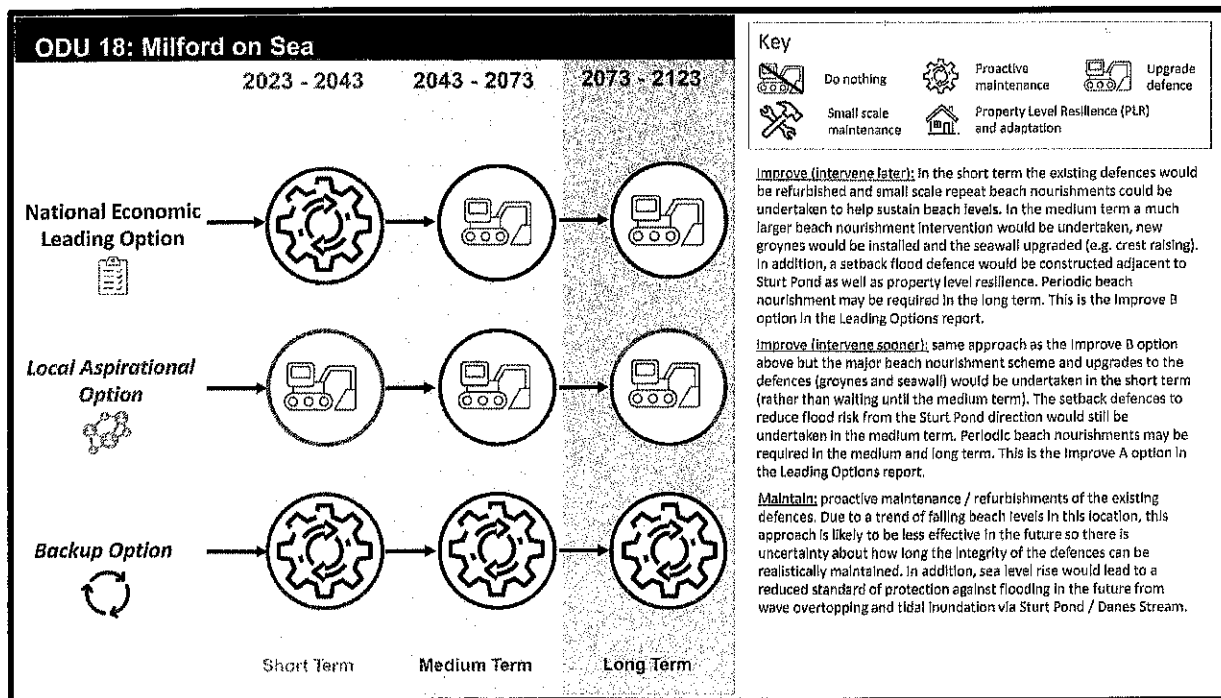 ODU 18: Milford on Sea
2023 - 2043
2043 - 2073
2073 - 2123
National Economic
Leading Option
Local Aspirational
Option
Backup Option
Short Term
Medium Term
Long Term
Key
Do nothing
Proactive
maintenance
Upgrade
defence
Small scale
maintenance
Property Level Resilience (PLR)
and adaptation
Improve (intervene later): In the short term the existing defences would
be refurbished and small scale repeat beach nourishments could be
undertaken to help sustain beach levels. In the medium term a much
larger beach nourishment intervention would be undertaken, new
groynes would be installed and the seawall upgraded (e.g. crest raising).
In addition, a setback flood defence would be constructed adjacent to
Sturt Pond as well as property level resilience. Periodic beach
nourishment may be required in the long term. This is the Improve B
option in the Leading Options report.
Improve (intervene sooner): same approach as the Improve B option
above but the major beach nourishment scheme and upgrades to the
defences (groynes and seawall) would be undertaken in the short term
(rather than waiting until the medium term). The setback defences to
reduce flood risk from the Sturt Pond direction would still be
undertaken in the medium term. Periodic beach nourishments may be
required in the medium and long term. This is the Improve A option in
the Leading Options report.
Maintain: proactive maintenance / refurbishments of the existing
defences. Due to a trend of falling beach levels in this location, this
approach is likely to be less effective in the future so there is
uncertainty about how long the integrity of the defences can be
realistically maintained. In addition, sea level rise would lead to a
reduced standard of protection against flooding in the future from
wave overtopping and tidal inundation via Sturt Pond / Danes Stream.